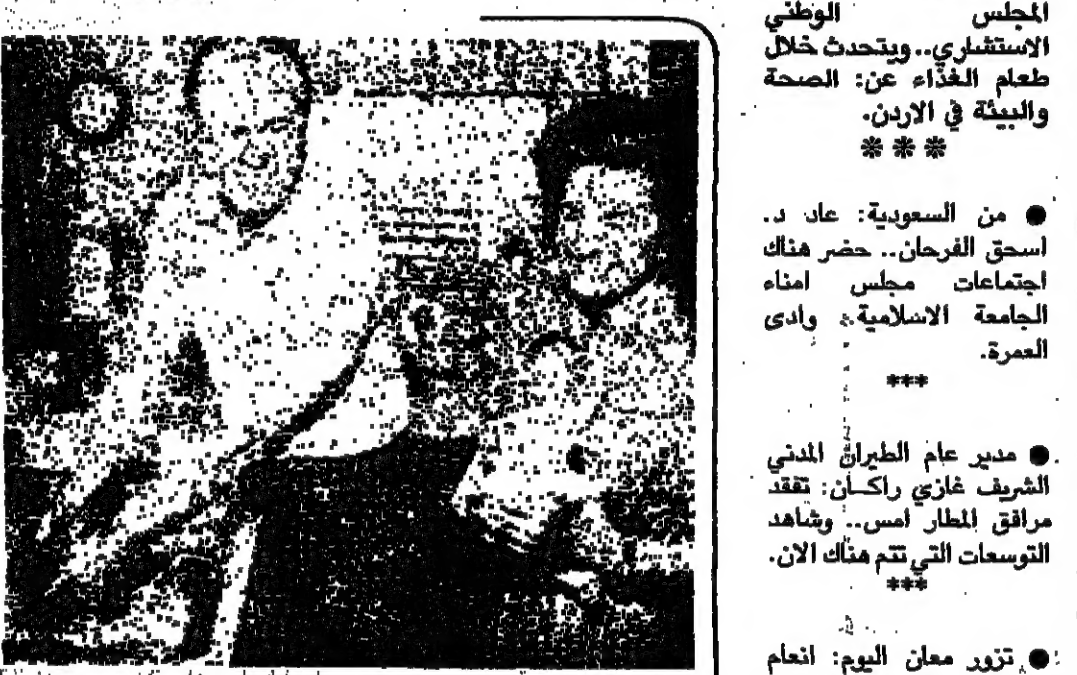 المجلس الوطني
الاستشاري.. ويتحدث خلال
طعام الغذاء عن: الصحة
والبيئة في الاردن.
❊ ❊ ❊
● من السعودية: عاد د.
اسحق الفرحان.. حضر هناك
اجتماعات مجلس امناء
الجامعة الاسلامية، وادى
العمرة.
***
● مدير عام الطيران المدني
الشريف غازي راكان: تفقد
مرافق المطار امس.. وشاهد
التوسعات التي تتم هناك الان.
***
● تزور معان اليوم: انعام